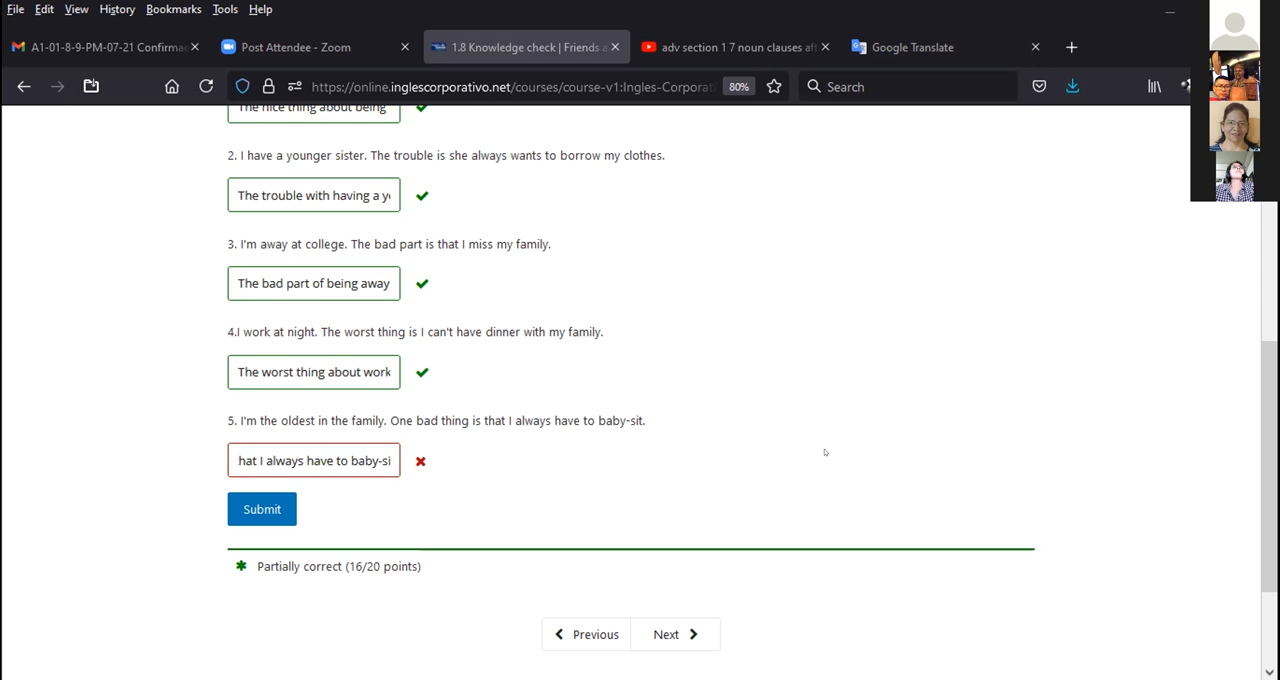 File Edit View History Bookmarks Tools Help
A1-01-8-9-PM-07-21 Confirma
Post Attendee - Zoom
1.8 Knowledge check | Friends a
adv section 1 7 noun clauses aft
Google Translate
https://online.inglescorporativo.net/courses/course-v1:Ingles-Corporat
80%
Search
The nice thing about being
2. I have a younger sister. The trouble is she always wants to borrow my clothes.
The trouble with having a y
3. I'm away at college. The bad part is that I miss my family.
The bad part of being away
4.I work at night. The worst thing is I can't have dinner with my family.
The worst thing about work
5. I'm the oldest in the family. One bad thing is that I always have to baby-sit.
hat I always have to baby-si
Submit
Partially correct (16/20 points)
Previous
Next